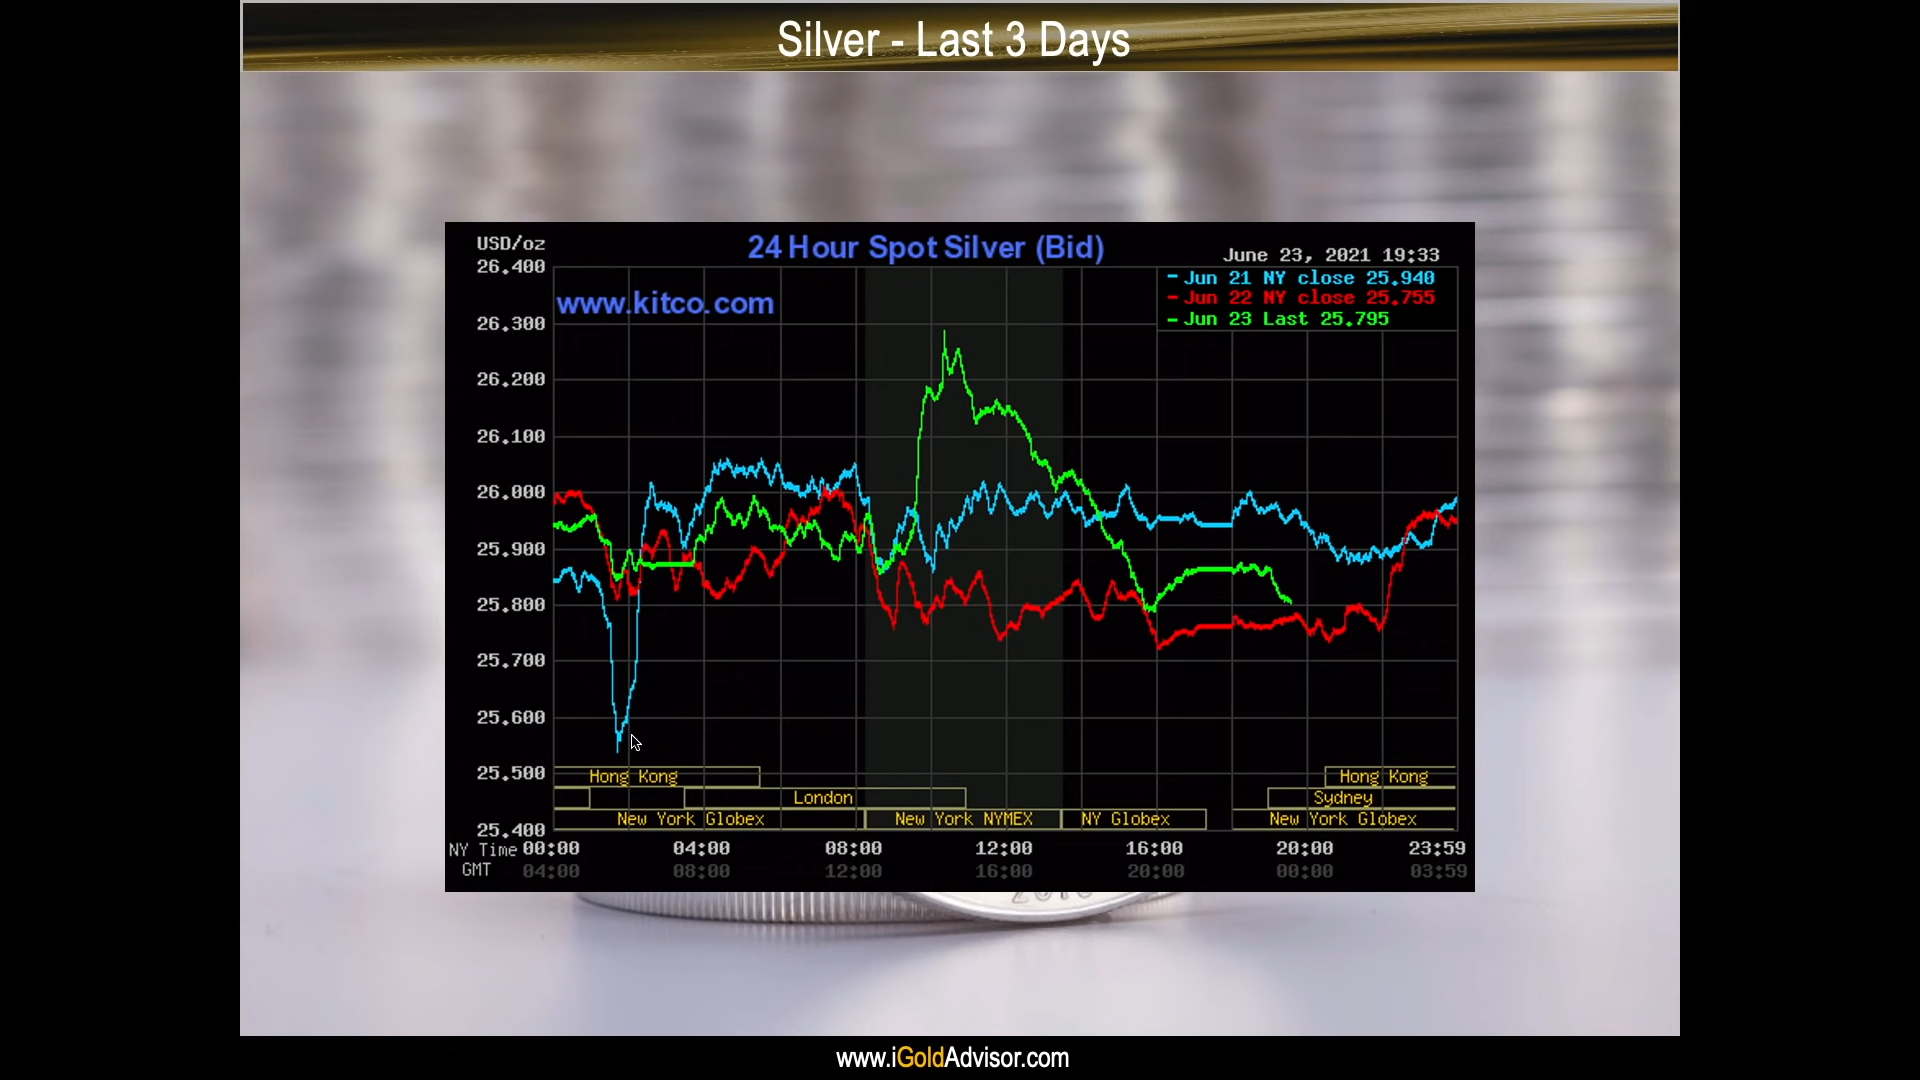 Silver - Last 3 Days
USD/oz
24 Hour Spot Silver (Bid)
June 23, 2021 19:33
26.400
Jun 21 NY close 25.940
www.kitco.com
Jun 22 NY close 25.755
26.300
Jun 23 Last 25.795
26.200
26.100
26.000
25.900
25.800
25.700
25.600
25.500
Hong Kong
Hong Kong
London
Sydney
New York Globex
New York NYMEX
NY Globex
New York Globex
25.400
NY Time 00:00 04:00 08:00 12:00 16:00 20:00 23:59
GMT 04:00 08:00 12:00 16:00 20:00 00:00 03:59
www.iGoldAdvisor.com